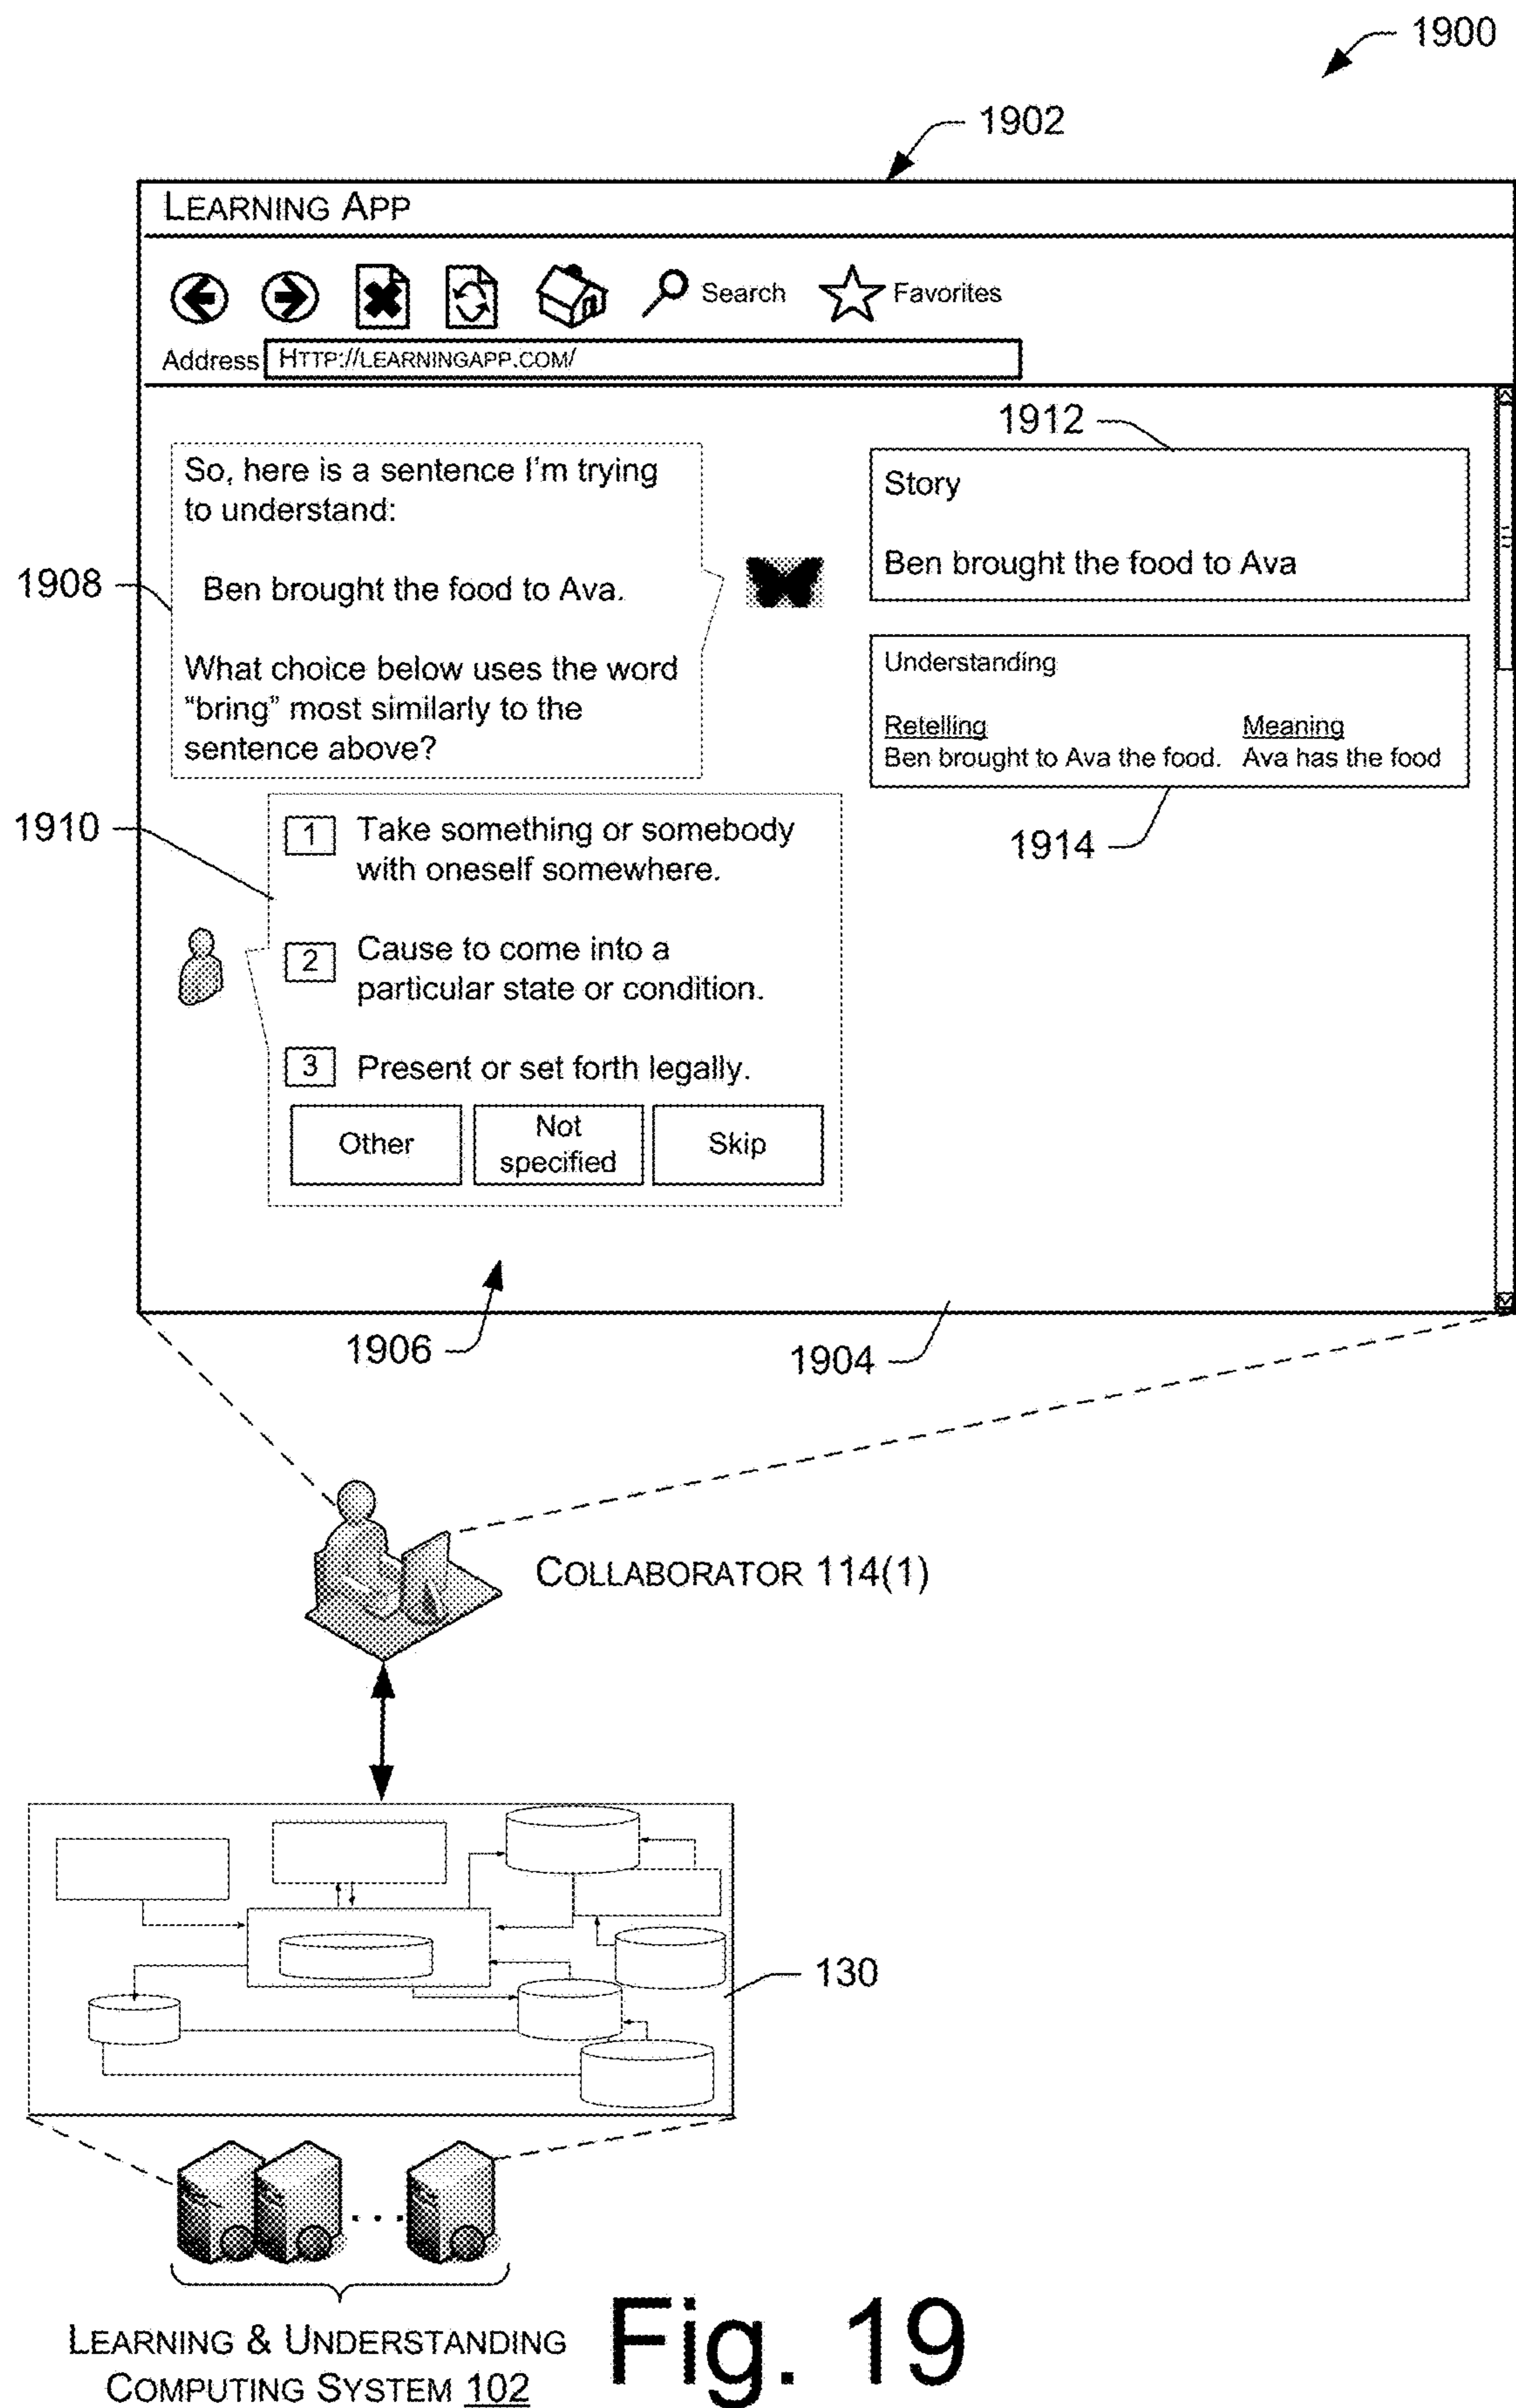 1900
1902
LEARNING APP
Search
Favorites
Address HTTP://LEARNINGAPP.COM/
So, here is a sentence I'm trying
to understand:
Ben brought the food to Ava.
What choice below uses the word
“bring” most similarly to the
sentence above?
1908
1912
Story
Ben brought the food to Ava
Understanding
Retelling Meaning
Ben brought to Ava the food. Ava has the food
1914
1910
1 Take something or somebody
with oneself somewhere.
2 Cause to come into a
particular state or condition.
3 Present or set forth legally.
Other
Not
specified
Skip
1906
1904
COLLABORATOR 114(1)
130
LEARNING & UNDERSTANDING
COMPUTING SYSTEM 102
Fig. 19